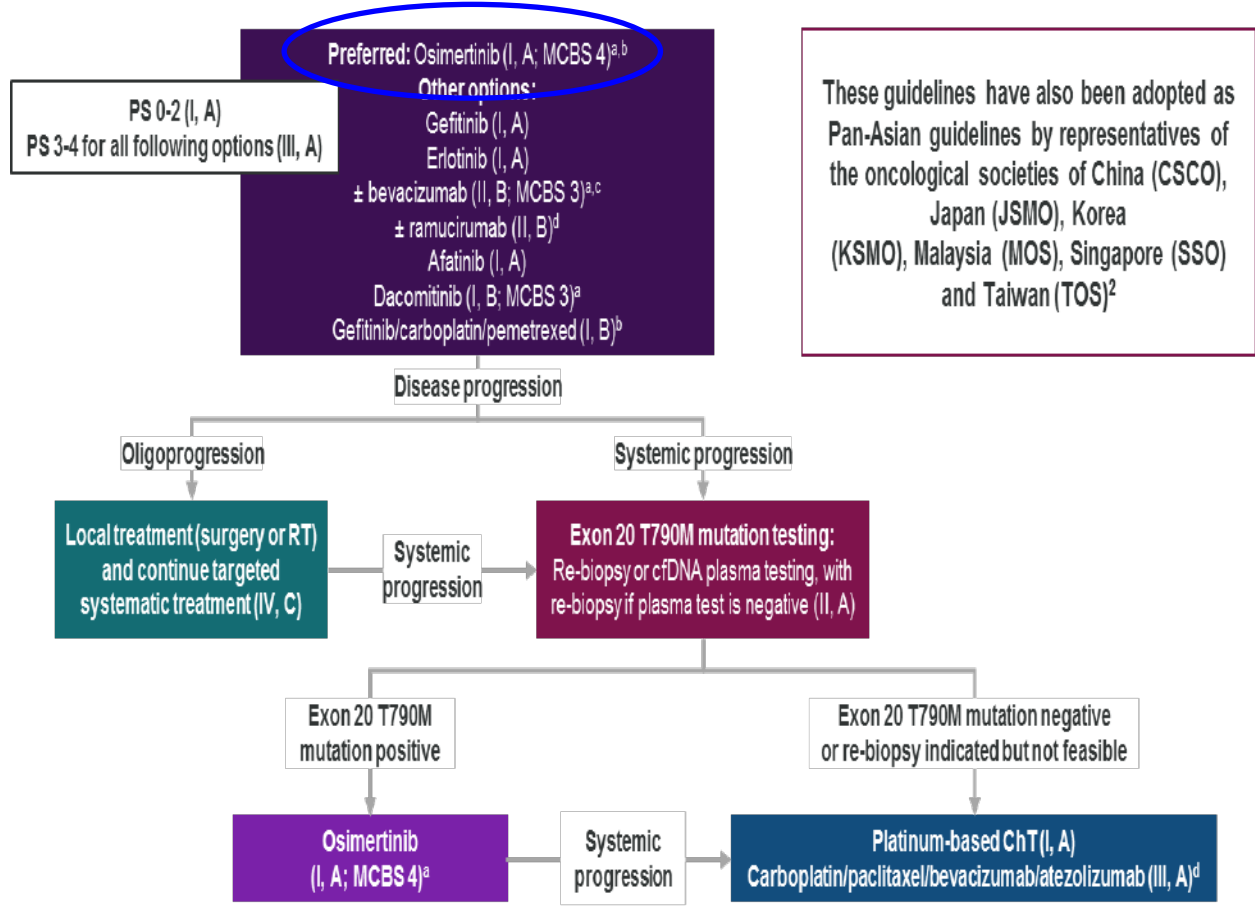 Preferred: Osimertinib (I, A; MCBS 4)a,b
Other options:
Gefitinib (I, A)
Erlotinib (I, A)
± bevacizumab (II, B; MCBS 3)a,c
± ramucirumab (II, B)d
Afatinib (I, A)
Dacomitinib (I, B; MCBS 3)a
Gefitinib/carboplatin/pemetrexed (I, B)b
PS 0-2 (I, A)
PS 3-4 for all following options (III, A)
These guidelines have also been adopted as
Pan-Asian guidelines by representatives of
the oncological societies of China (CSCO),
Japan (JSMO), Korea
(KSMO), Malaysia (MOS), Singapore (SSO)
and Taiwan (TOS)2
Disease progression
Oligoprogression
Systemic progression
Local treatment (surgery or RT)
and continue targeted
systematic treatment (IV, C)
Systemic
progression
Exon 20 T790M mutation testing:
Re-biopsy or cfDNA plasma testing, with
re-biopsy if plasma test is negative (II, A)
Exon 20 T790M
mutation positive
Exon 20 T790M mutation negative
or re-biopsy indicated but not feasible
Osimertinib
(I, A; MCBS 4)a
Systemic
progression
Platinum-based ChT (I, A)
Carboplatin/paclitaxel/bevacizumab/atezolizumab (III, A)d